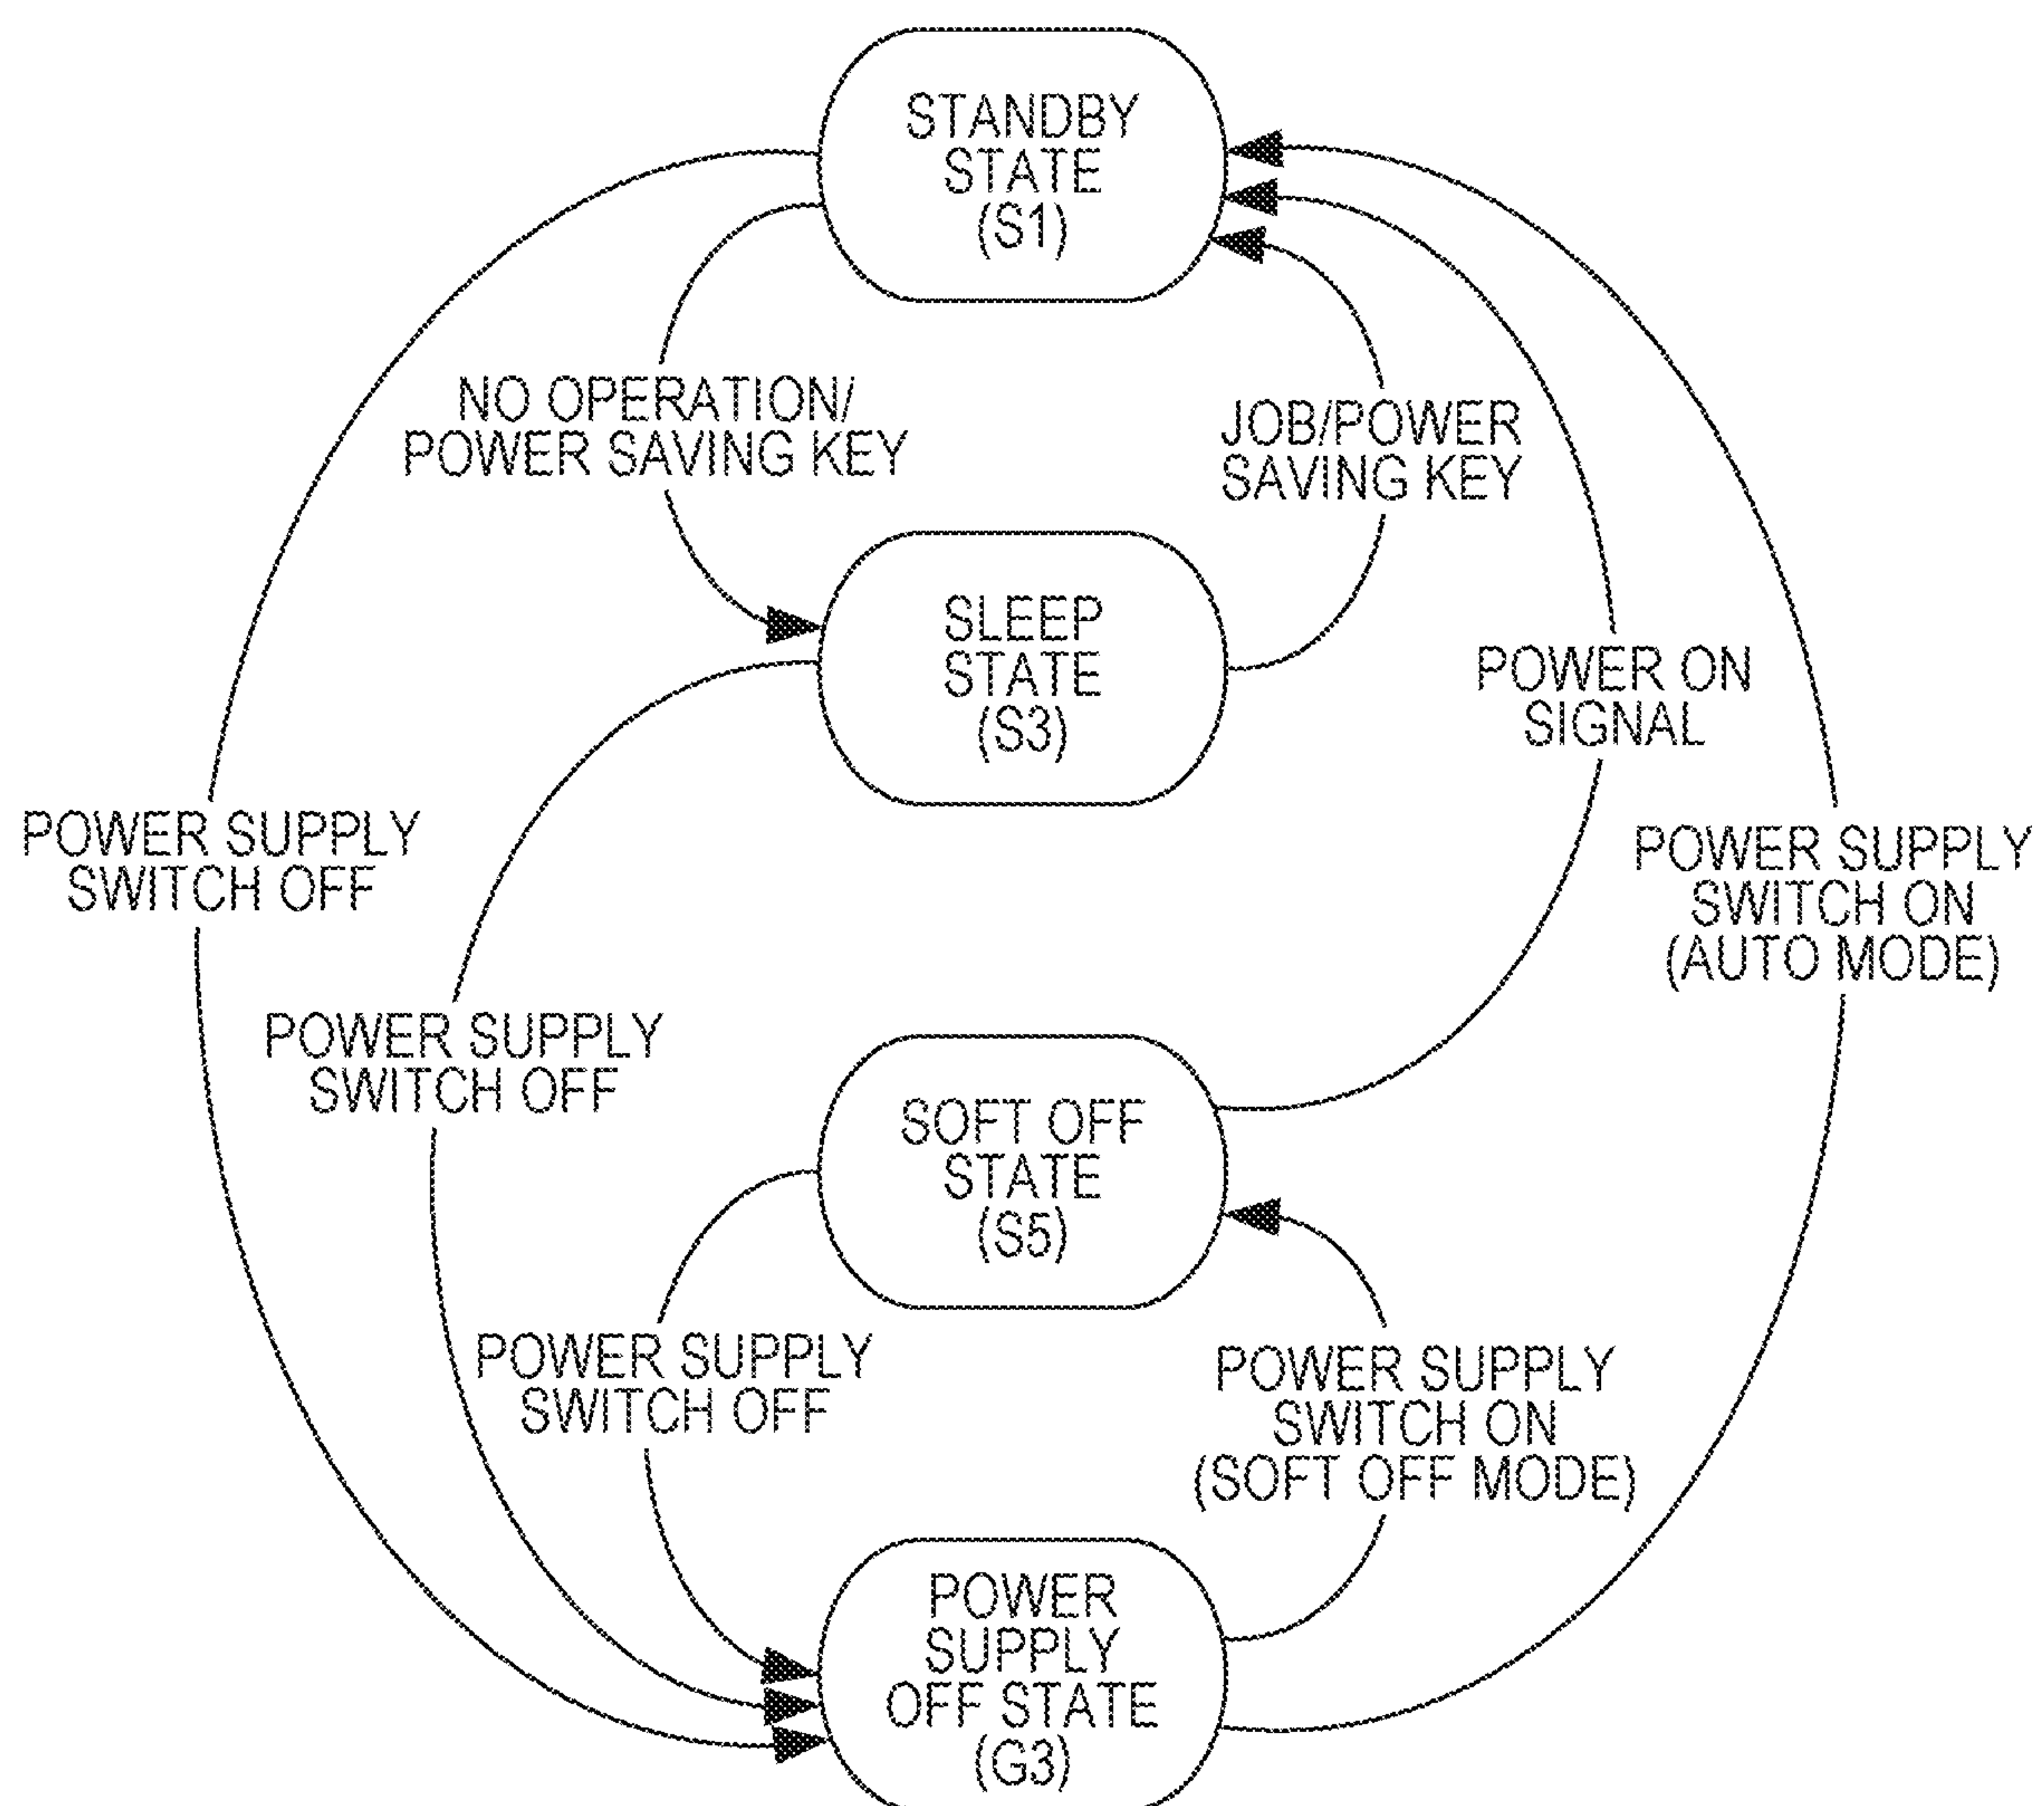 STANDBY
STATE
(S1)
NO OPERATION/
POWER SAVING KEY
JOB/POWER
SAVING KEY
SLEEP
STATE
(S3)
POWER ON
SIGNAL
POWER SUPPLY
SWITCH OFF
POWER SUPPLY
SWITCH ON
(AUTO MODE)
POWER SUPPLY
SWITCH OFF
SOFT OFF
STATE
(S5)
POWER SUPPLY
SWITCH OFF
POWER SUPPLY
SWITCH ON
(SOFT OFF MODE)
POWER
SUPPLY
OFF STATE
(G3)